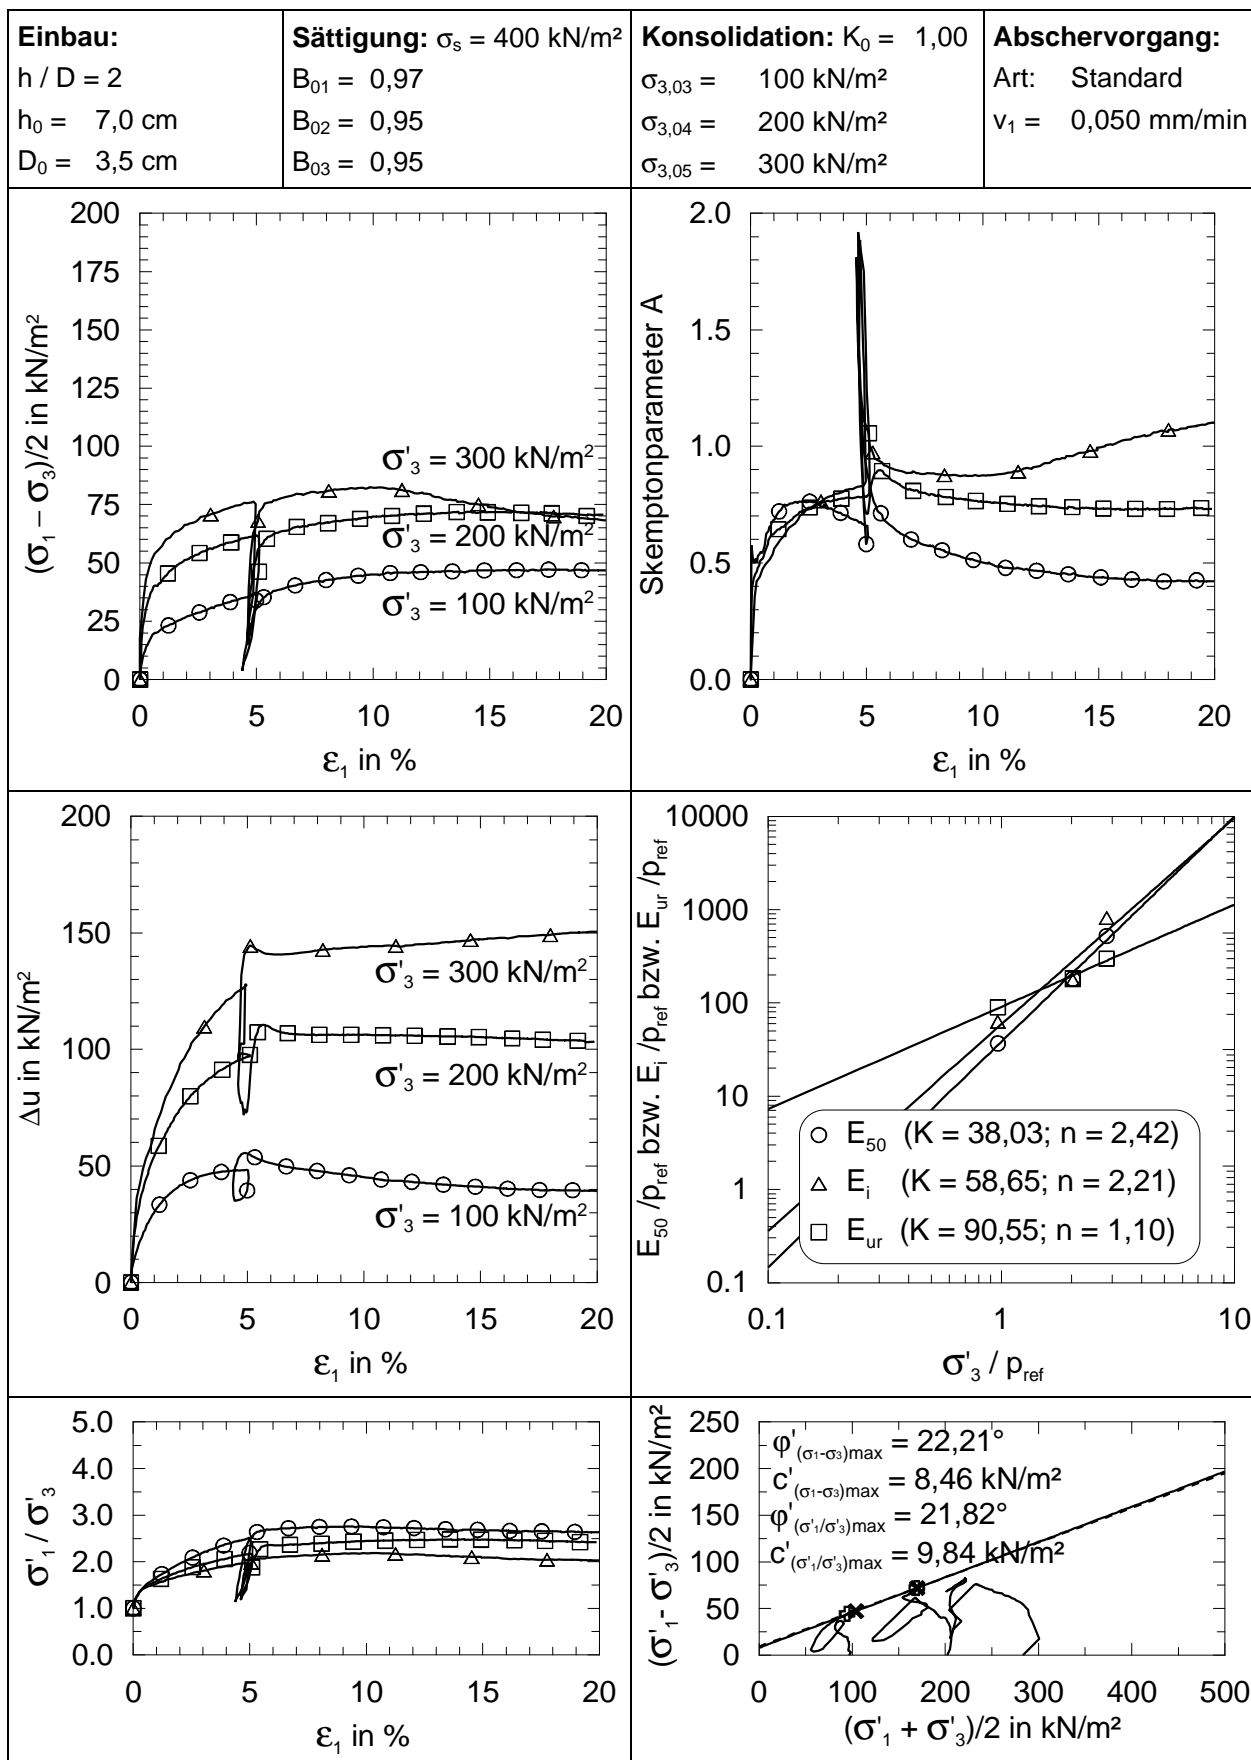 Einbau:
h / D = 2
h₀ = 7,0 cm
D₀ = 3,5 cm
Sättigung: σₛ = 400 kN/m²
B₀₁ = 0,97
B₀₂ = 0,95
B₀₃ = 0,95
Konsolidation: K₀ = 1,00
σ₃,₀₃ = 100 kN/m²
σ₃,₀₄ = 200 kN/m²
σ₃,₀₅ = 300 kN/m²
Abschervorgang:
Art: Standard
v₁ = 0,050 mm/min
(σ₁ – σ₃)/2 in kN/m²
200
175
150
125
100
75
50
25
0
σ'₃ = 300 kN/m²
σ'₃ = 200 kN/m²
σ'₃ = 100 kN/m²
0 5 10 15 20
ε₁ in %
Skemptonparameter A
2.0
1.5
1.0
0.5
0.0
0 5 10 15 20
ε₁ in %
Δu in kN/m²
200
150
100
50
0
σ'₃ = 300 kN/m²
σ'₃ = 200 kN/m²
σ'₃ = 100 kN/m²
0 5 10 15 20
ε₁ in %
E₅₀ /p_ref bzw. E_i /p_ref bzw. E_ur /p_ref
10000
1000
100
10
1
0.1
E₅₀ (K = 38,03; n = 2,42)
E_i (K = 58,65; n = 2,21)
E_ur (K = 90,55; n = 1,10)
0.1 1 10
σ'₃ / p_ref
σ'₁ / σ'₃
5.0
4.0
3.0
2.0
1.0
0.0
0 5 10 15 20
ε₁ in %
(σ'₁ - σ'₃)/2 in kN/m²
250
200
150
100
50
0
φ'(σ₁-σ₃)max = 22,21°
c'(σ₁-σ₃)max = 8,46 kN/m²
φ'(σ'₁/σ'₃)max = 21,82°
c'(σ'₁/σ'₃)max = 9,84 kN/m²
0 100 200 300 400 500
(σ'₁ + σ'₃)/2 in kN/m²